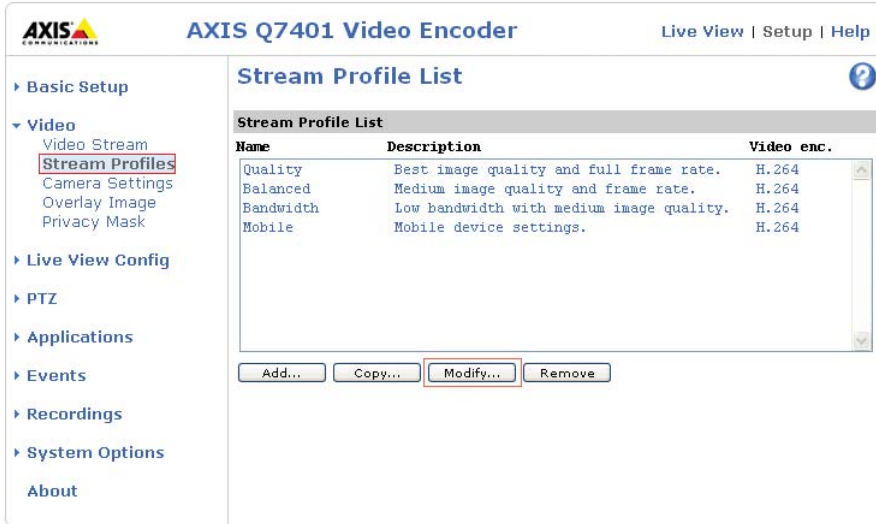 AXIS
COMMUNICATIONS
AXIS Q7401 Video Encoder
Live View | Setup | Help
Basic Setup
Video
Video Stream
Stream Profiles
Camera Settings
Overlay Image
Privacy Mask
Live View Config
PTZ
Applications
Events
Recordings
System Options
About
Stream Profile List
?
Stream Profile List
Name Description Video enc.
Quality Best image quality and full frame rate. H.264
Balanced Medium image quality and frame rate. H.264
Bandwidth Low bandwidth with medium image quality. H.264
Mobile Mobile device settings. H.264
Add... Copy... Modify... Remove